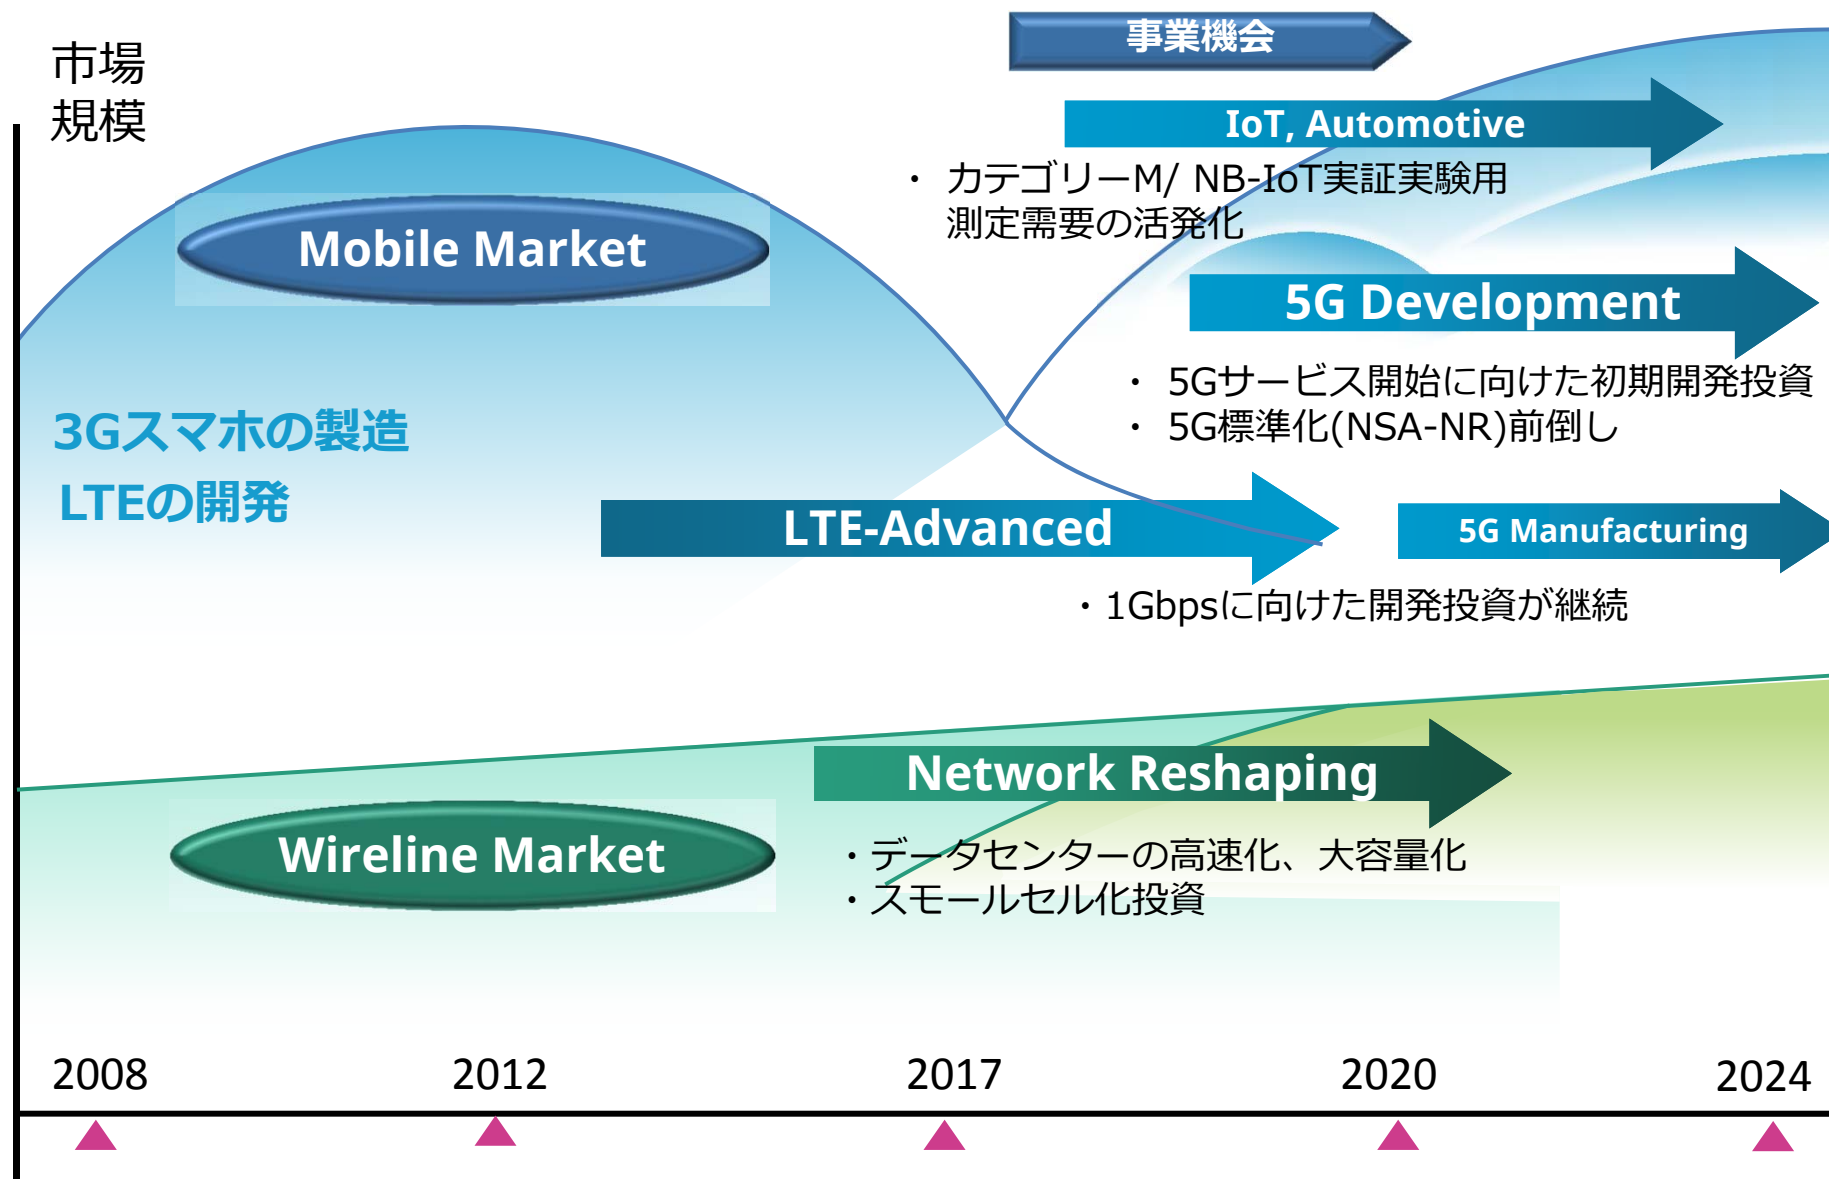 市場
規模
事業機会
IoT, Automotive
・ カテゴリーM/ NB-IoT実証実験用
測定需要の活発化
Mobile Market
5G Development
・ 5Gサービス開始に向けた初期開発投資
・ 5G標準化(NSA-NR)前倒し
3Gスマホの製造
LTEの開発
LTE-Advanced
5G Manufacturing
・1Gbpsに向けた開発投資が継続
Network Reshaping
Wireline Market
・データセンターの高速化、大容量化
・スモールセル化投資
2008
2012
2017
2020
2024